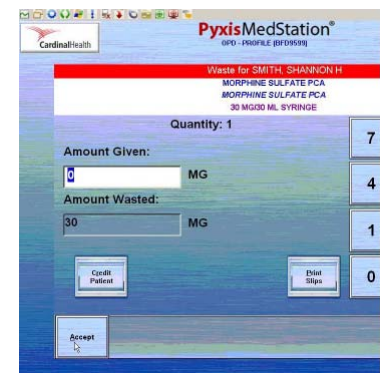 CardinalHealth
PyxisMedStation®
OPD - PROFILE (BFD9599)
Waste for SMITH, SHANNON H
MORPHINE SULFATE PCA
MORPHINE SULFATE PCA
30 MG/30 ML SYRINGE
Quantity: 1
7
Amount Given:
0 MG
4
Amount Wasted:
30 MG
1
Credit Patient
Print Slips
0
Accept